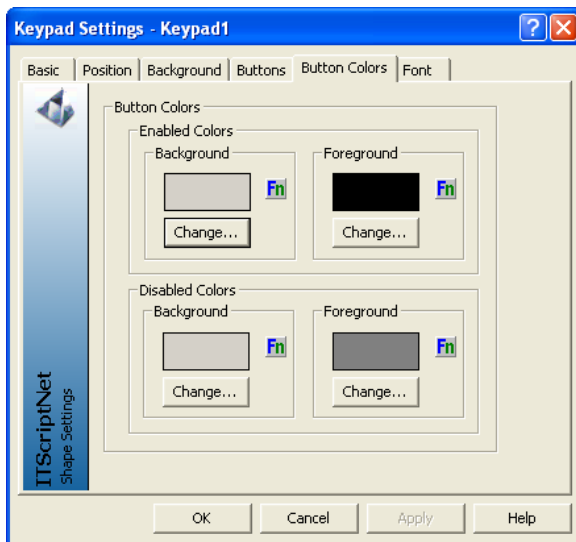 Keypad Settings - Keypad1
Basic Position Background Buttons Button Colors Font
Button Colors
Enabled Colors
Background Foreground
Fn Fn
Change... Change...
Disabled Colors
Background Foreground
Fn Fn
Change... Change...
ITScriptNet
Shape Settings
OK Cancel Apply Help